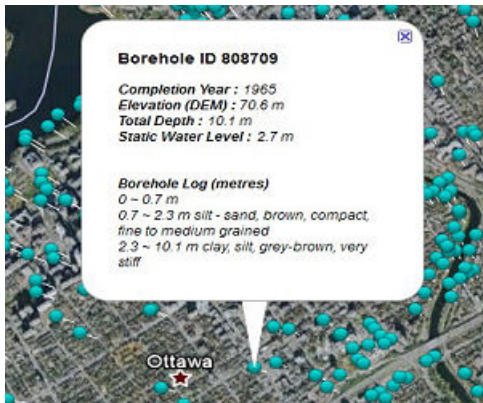 Borehole ID 808709
Completion Year : 1965
Elevation (DEM) : 70.6 m
Total Depth : 10.1 m
Static Water Level : 2.7 m
Borehole Log (metres)
0 ~ 0.7 m
0.7 ~ 2.3 m silt - sand, brown, compact,
fine to medium grained
2.3 ~ 10.1 m clay, silt, grey-brown, very
stiff
Ottawa